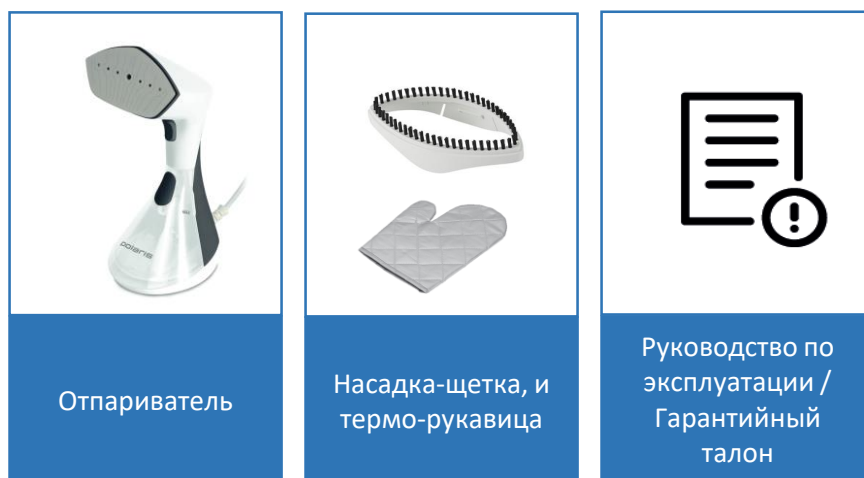 polaris
Отпариватель
Насадка-щетка, и
термо-рукавица
Руководство по
эксплуатации /
Гарантийный
талон